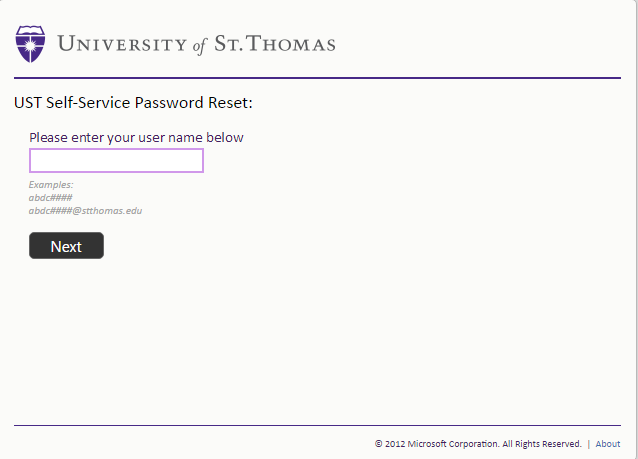 UNIVERSITY of ST. THOMAS
UST Self-Service Password Reset:
Please enter your user name below
Examples:
abdc####
abdc####@stthomas.edu
Next
© 2012 Microsoft Corporation. All Rights Reserved. | About